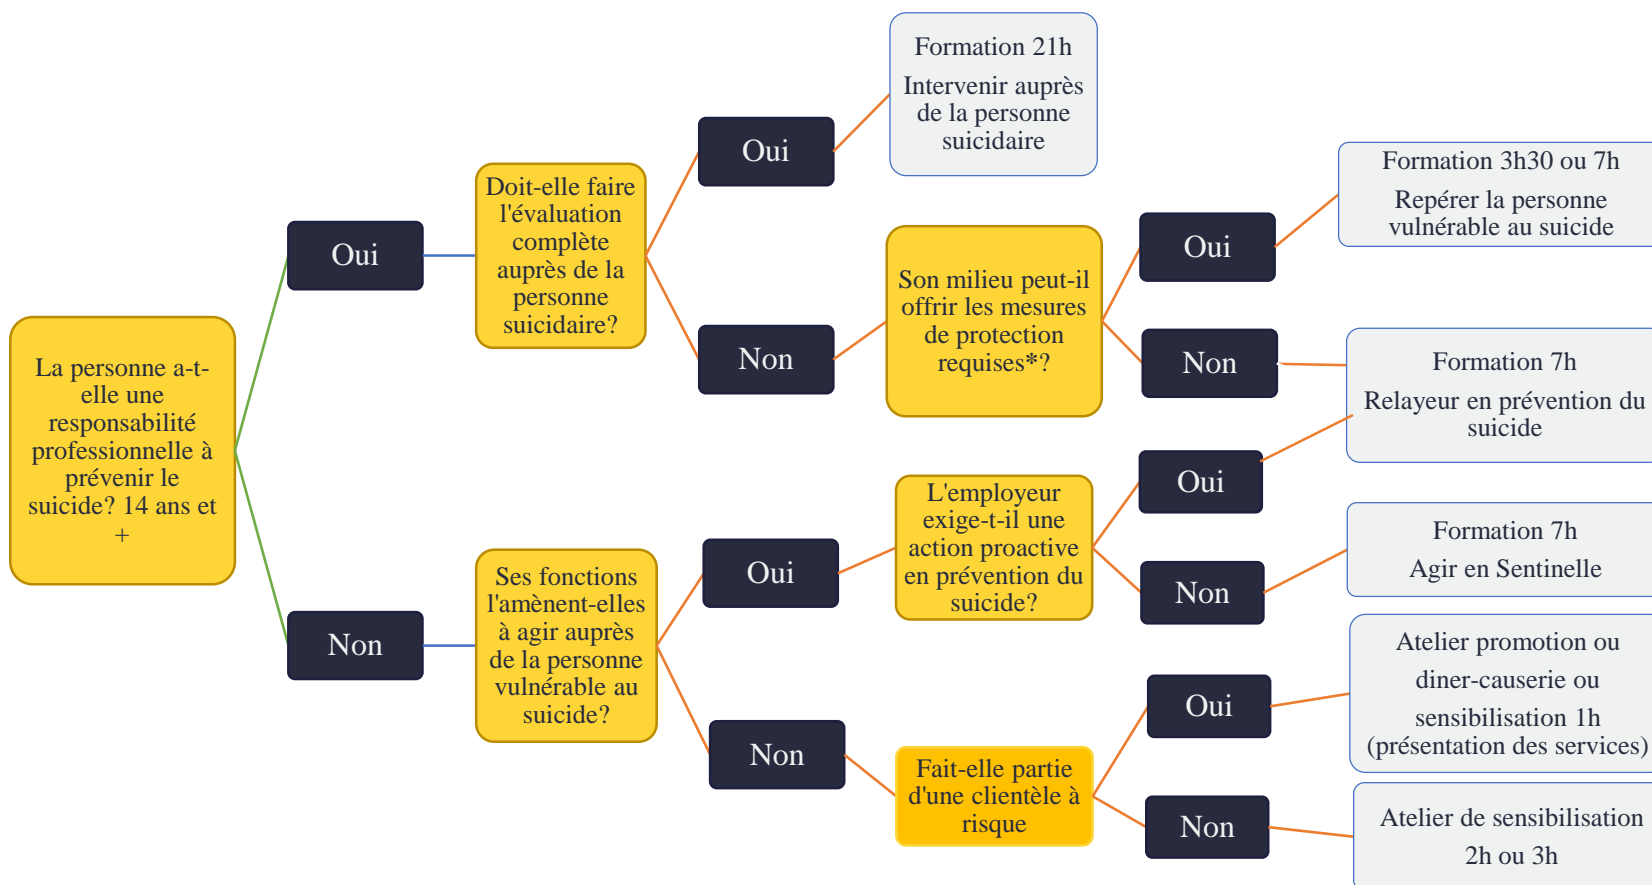 La personne a-t-
elle une
responsabilité
professionnelle à
prévenir le
suicide? 14 ans et
+
Oui
Non
Doit-elle faire
l'évaluation
complète
auprès de la
personne
suicidaire?
Oui
Formation 21h
Intervenir auprès
de la personne
suicidaire
Non
Son milieu peut-il
offrir les mesures
de protection
requises*?
Oui
Formation 3h30 ou 7h
Repérer la personne
vulnérable au suicide
Non
Formation 7h
Relayeur en prévention du
suicide
Ses fonctions
l'amènent-elles
à agir auprès
de la personne
vulnérable au
suicide?
Oui
L'employeur
exige-t-il une
action proactive
en prévention du
suicide?
Oui
Non
Formation 7h
Agir en Sentinelle
Non
Fait-elle partie
d'une clientèle à
risque
Oui
Atelier promotion ou
diner-causerie ou
sensibilisation 1h
(présentation des services)
Non
Atelier de sensibilisation
2h ou 3h